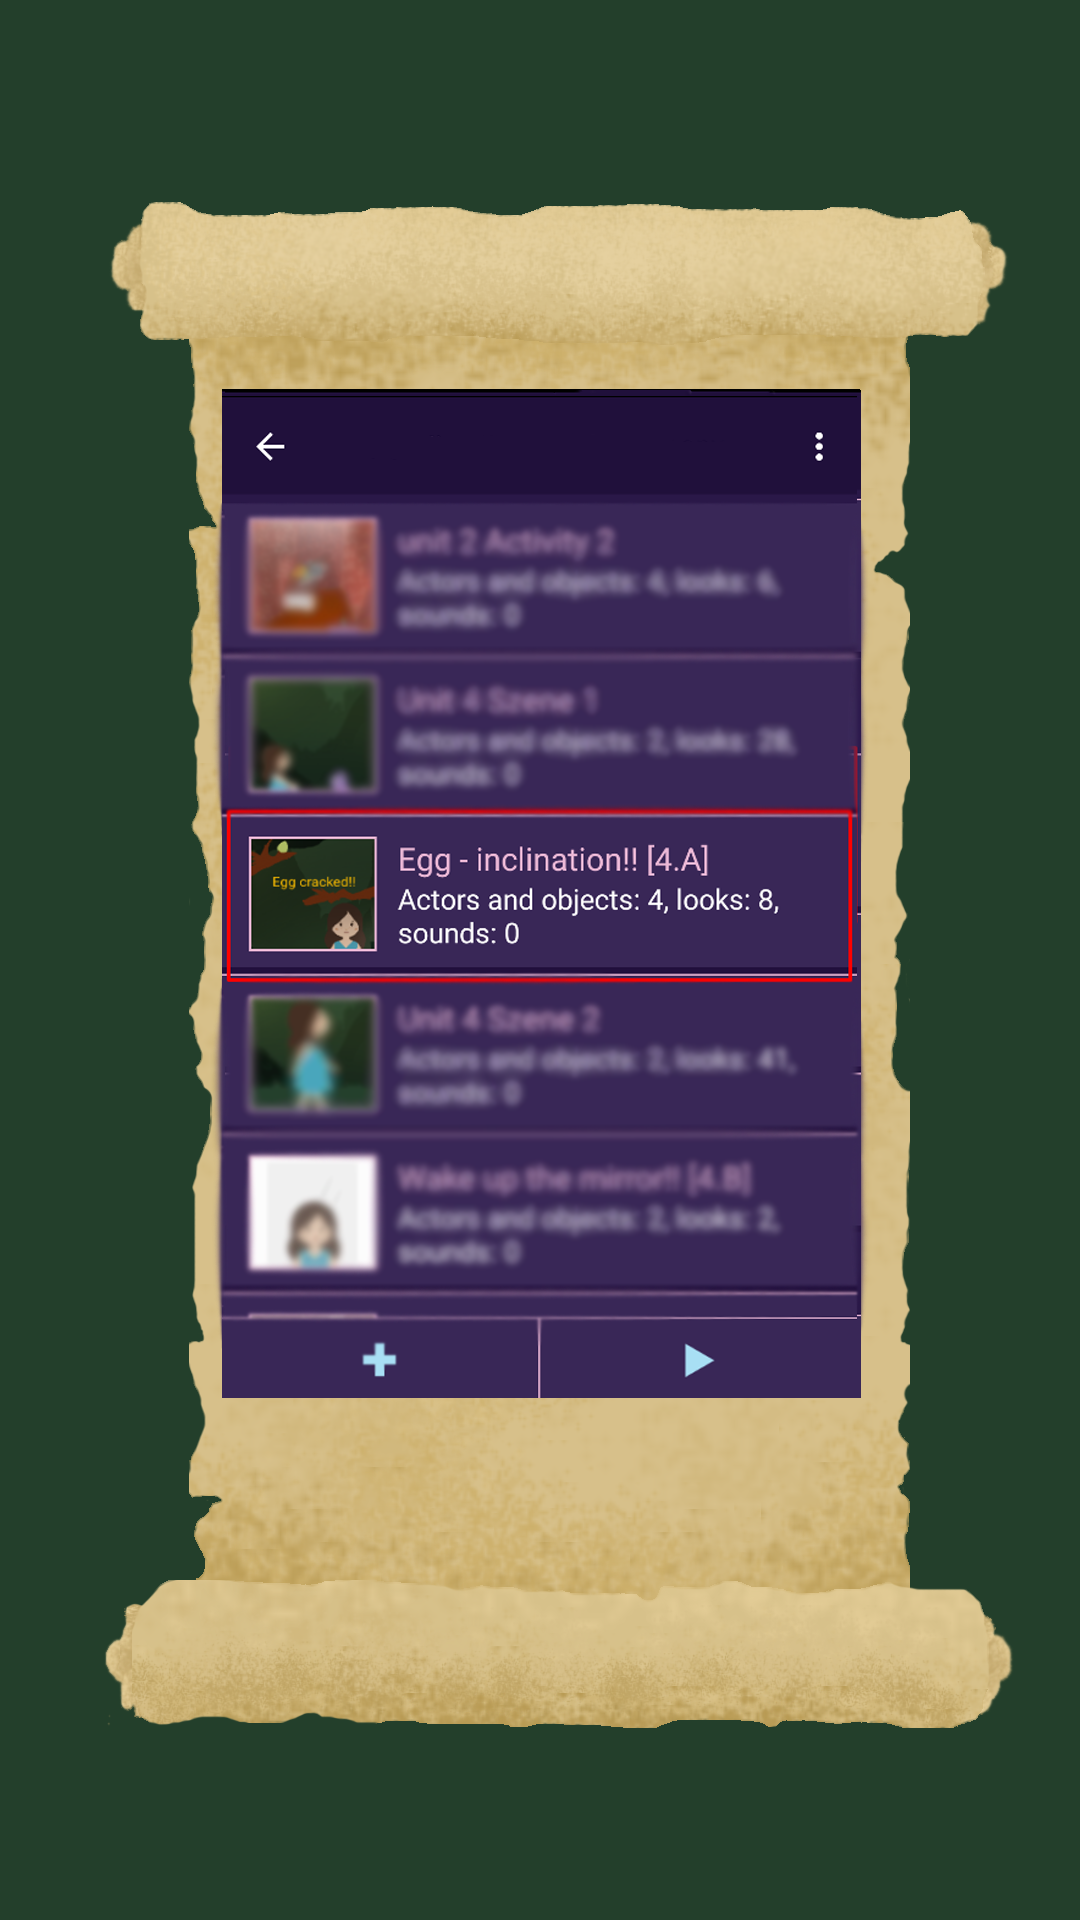 unit 2 Activity 2
Actors and objects: 4, looks: 6,
sounds: 0
Unit 4 Szene 1
Actors and objects: 2, looks: 28,
sounds: 0
Egg cracked!!
Egg - inclination!! [4.A]
Actors and objects: 4, looks: 8,
sounds: 0
Unit 4 Szene 2
Actors and objects: 2, looks: 41,
sounds: 0
Wake up the mirror!! [4.B]
Actors and objects: 2, looks: 2,
sounds: 0